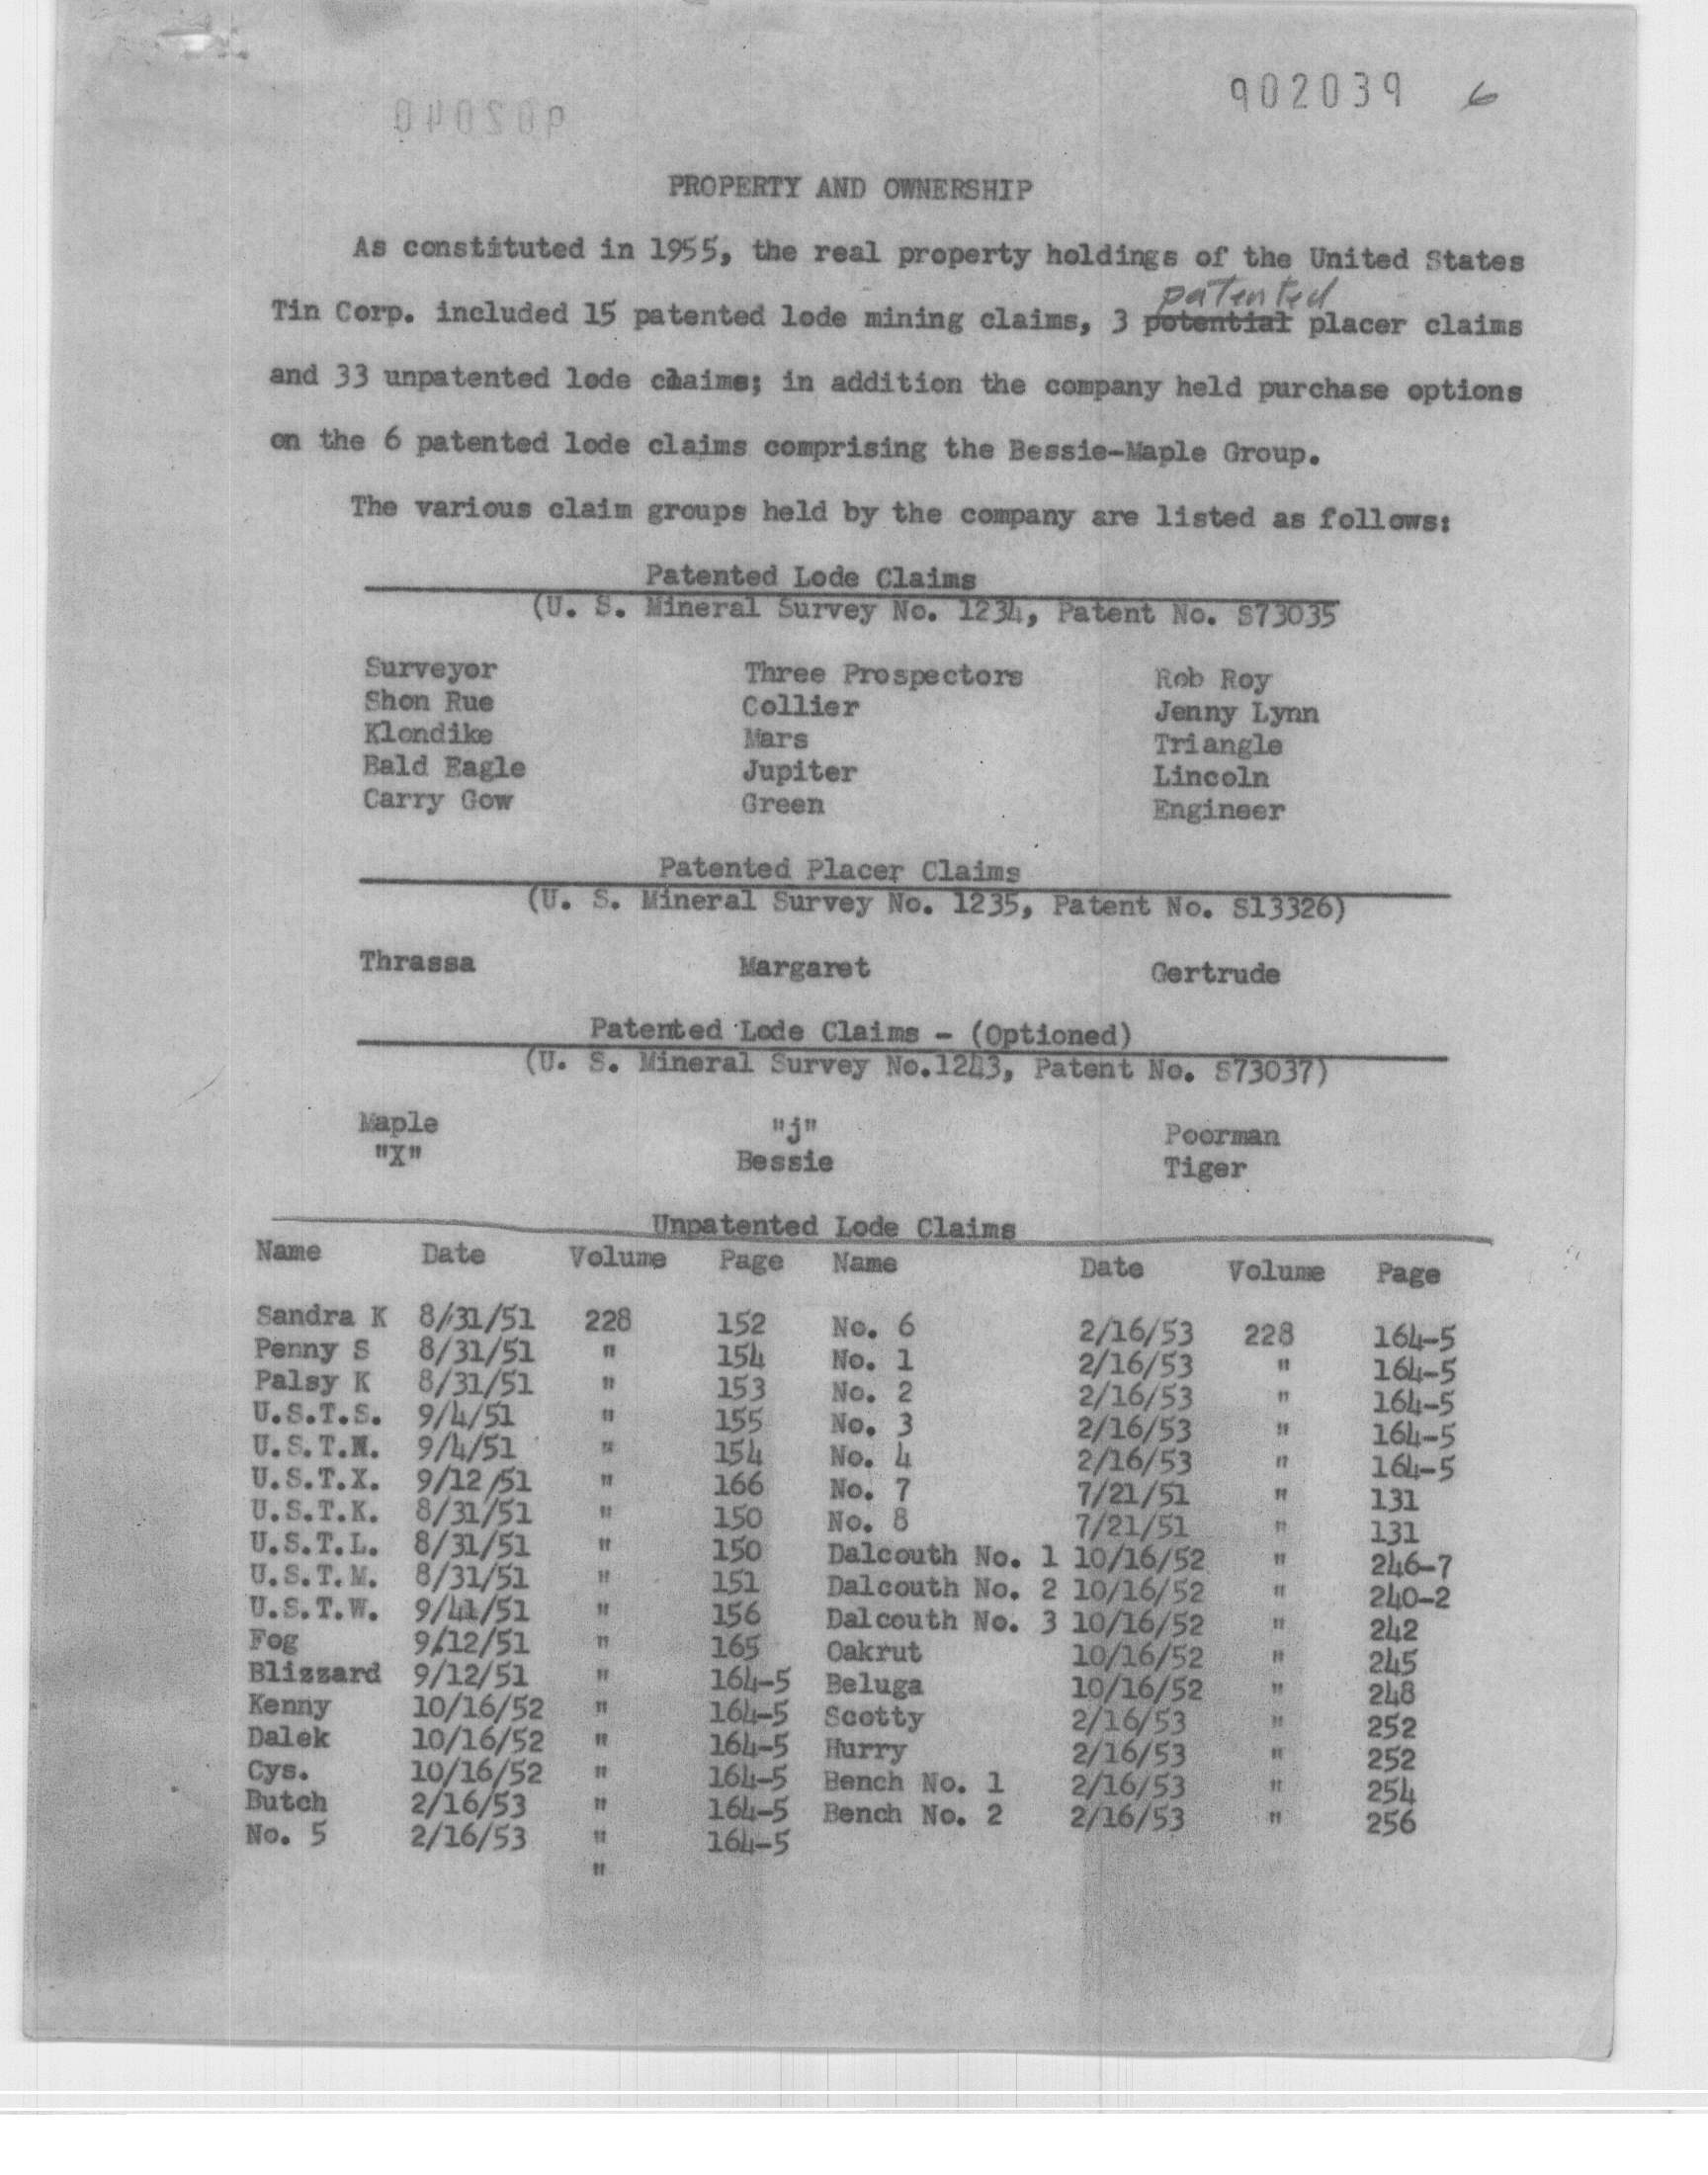 902039 6
PROPERTY AND OWNERSHIP
As constituted in 1955, the real property holdings of the United States
patented
Tin Corp. included 15 patented lode mining claims, 3 potential placer claims
and 33 unpatented lode claims; in addition the company held purchase options
on the 6 patented lode claims comprising the Bessie-Maple Group.
The various claim groups held by the company are listed as follows:
Patented Lode Claims
(U. S. Mineral Survey No. 1234, Patent No. S73035
Surveyor Three Prospectors Rob Roy
Shon Rue Collier Jenny Lynn
Klondike Mars Triangle
Bald Eagle Jupiter Lincoln
Carry Gow Green Engineer
Patented Placer Claims
(U. S. Mineral Survey No. 1235, Patent No. S13326)
Thrassa Margaret Gertrude
Patented Lode Claims - (Optioned)
(U. S. Mineral Survey No.1243, Patent No. S73037)
Maple "j" Poorman
"X" Bessie Tiger
Unpatented Lode Claims
Name Date Volume Page Name Date Volume Page
Sandra K 8/31/51 228 152 No. 6 2/16/53 228 164-5
Penny S 8/31/51 " 154 No. 1 2/16/53 " 164-5
Palsy K 8/31/51 " 153 No. 2 2/16/53 " 164-5
U.S.T.S. 9/4/51 " 155 No. 3 2/16/53 " 164-5
U.S.T.N. 9/4/51 " 154 No. 4 2/16/53 " 164-5
U.S.T.X. 9/12/51 " 166 No. 7 7/21/51 " 131
U.S.T.K. 8/31/51 " 150 No. 8 7/21/51 " 131
U.S.T.L. 8/31/51 " 150 Dalcouth No. 1 10/16/52 " 246-7
U.S.T.M. 8/31/51 " 151 Dalcouth No. 2 10/16/52 " 240-2
U.S.T.W. 9/41/51 " 156 Dalcouth No. 3 10/16/52 " 242
Fog 9/12/51 " 165 Oakrut 10/16/52 " 245
Blizzard 9/12/51 " 164-5 Beluga 10/16/52 " 248
Kenny 10/16/52 " 164-5 Scotty 2/16/53 " 252
Dalek 10/16/52 " 164-5 Hurry 2/16/53 " 252
Cys. 10/16/52 " 164-5 Bench No. 1 2/16/53 " 254
Butch 2/16/53 " 164-5 Bench No. 2 2/16/53 " 256
No. 5 2/16/53 " 164-5
"